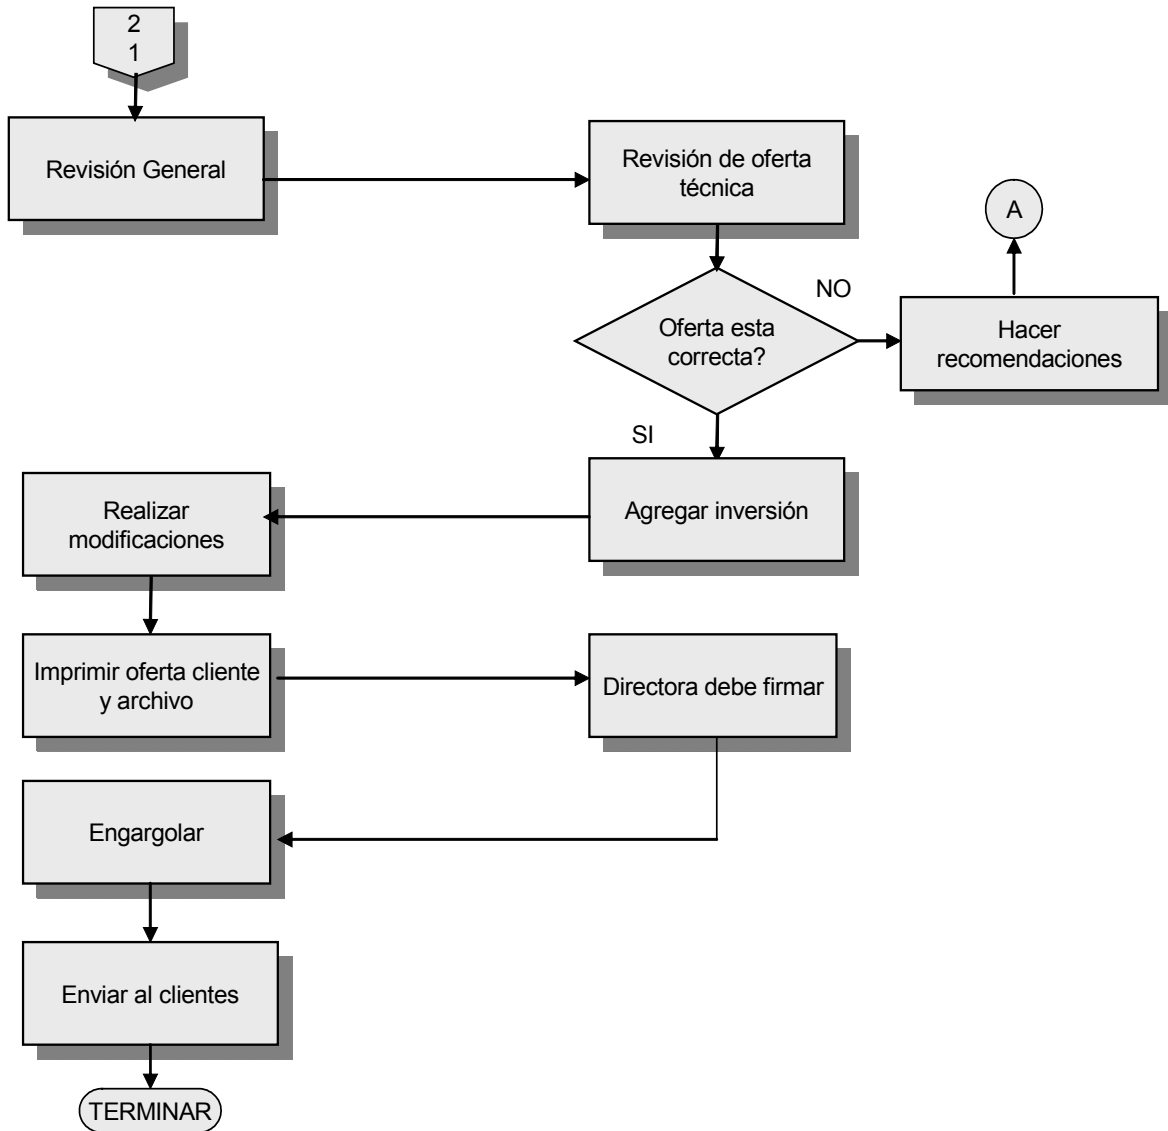 2
1
Revisión General
Revisión de oferta
técnica
A
NO
Oferta esta
correcta?
Hacer
recomendaciones
SI
Agregar inversión
Realizar
modificaciones
Imprimir oferta cliente
y archivo
Directora debe firmar
Engargolar
Enviar al clientes
TERMINAR